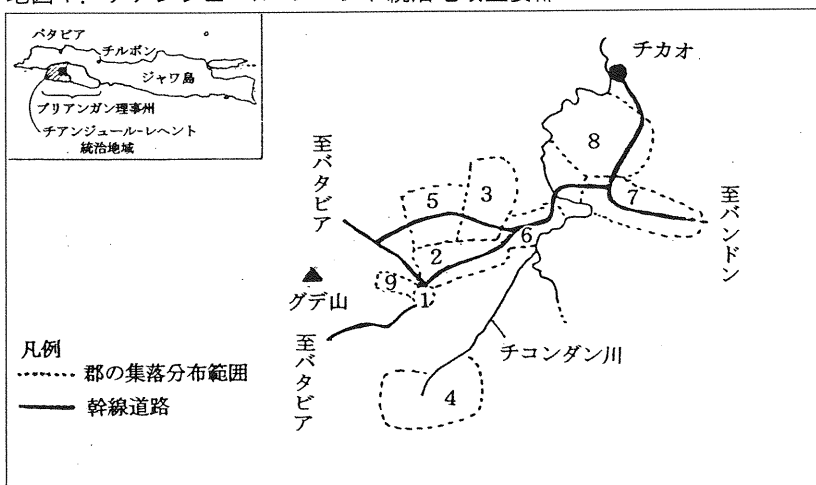 バタビア
チルボン
ジャワ島
プリアンガン理事州
チアンジュール-レヘント
統治地域
チカオ
8
至バタビア
5
3
7
至バンドン
6
2
9
1
グデ山
至バタビア
チコンダン川
4
凡例
郡の集落分布範囲
幹線道路